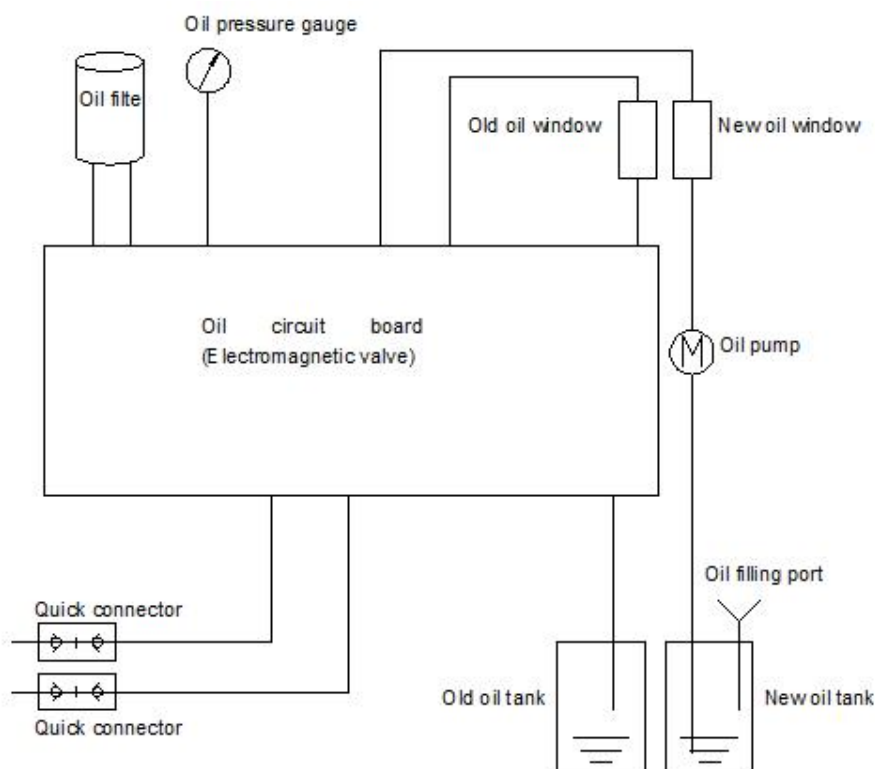 Oil pressure gauge
Oil filte
Old oil window
New oil window
Oil circuit board
(Electromagnetic valve)
M
Oil pump
Oil filling port
Quick connector
Old oil tank
New oil tank
Quick connector